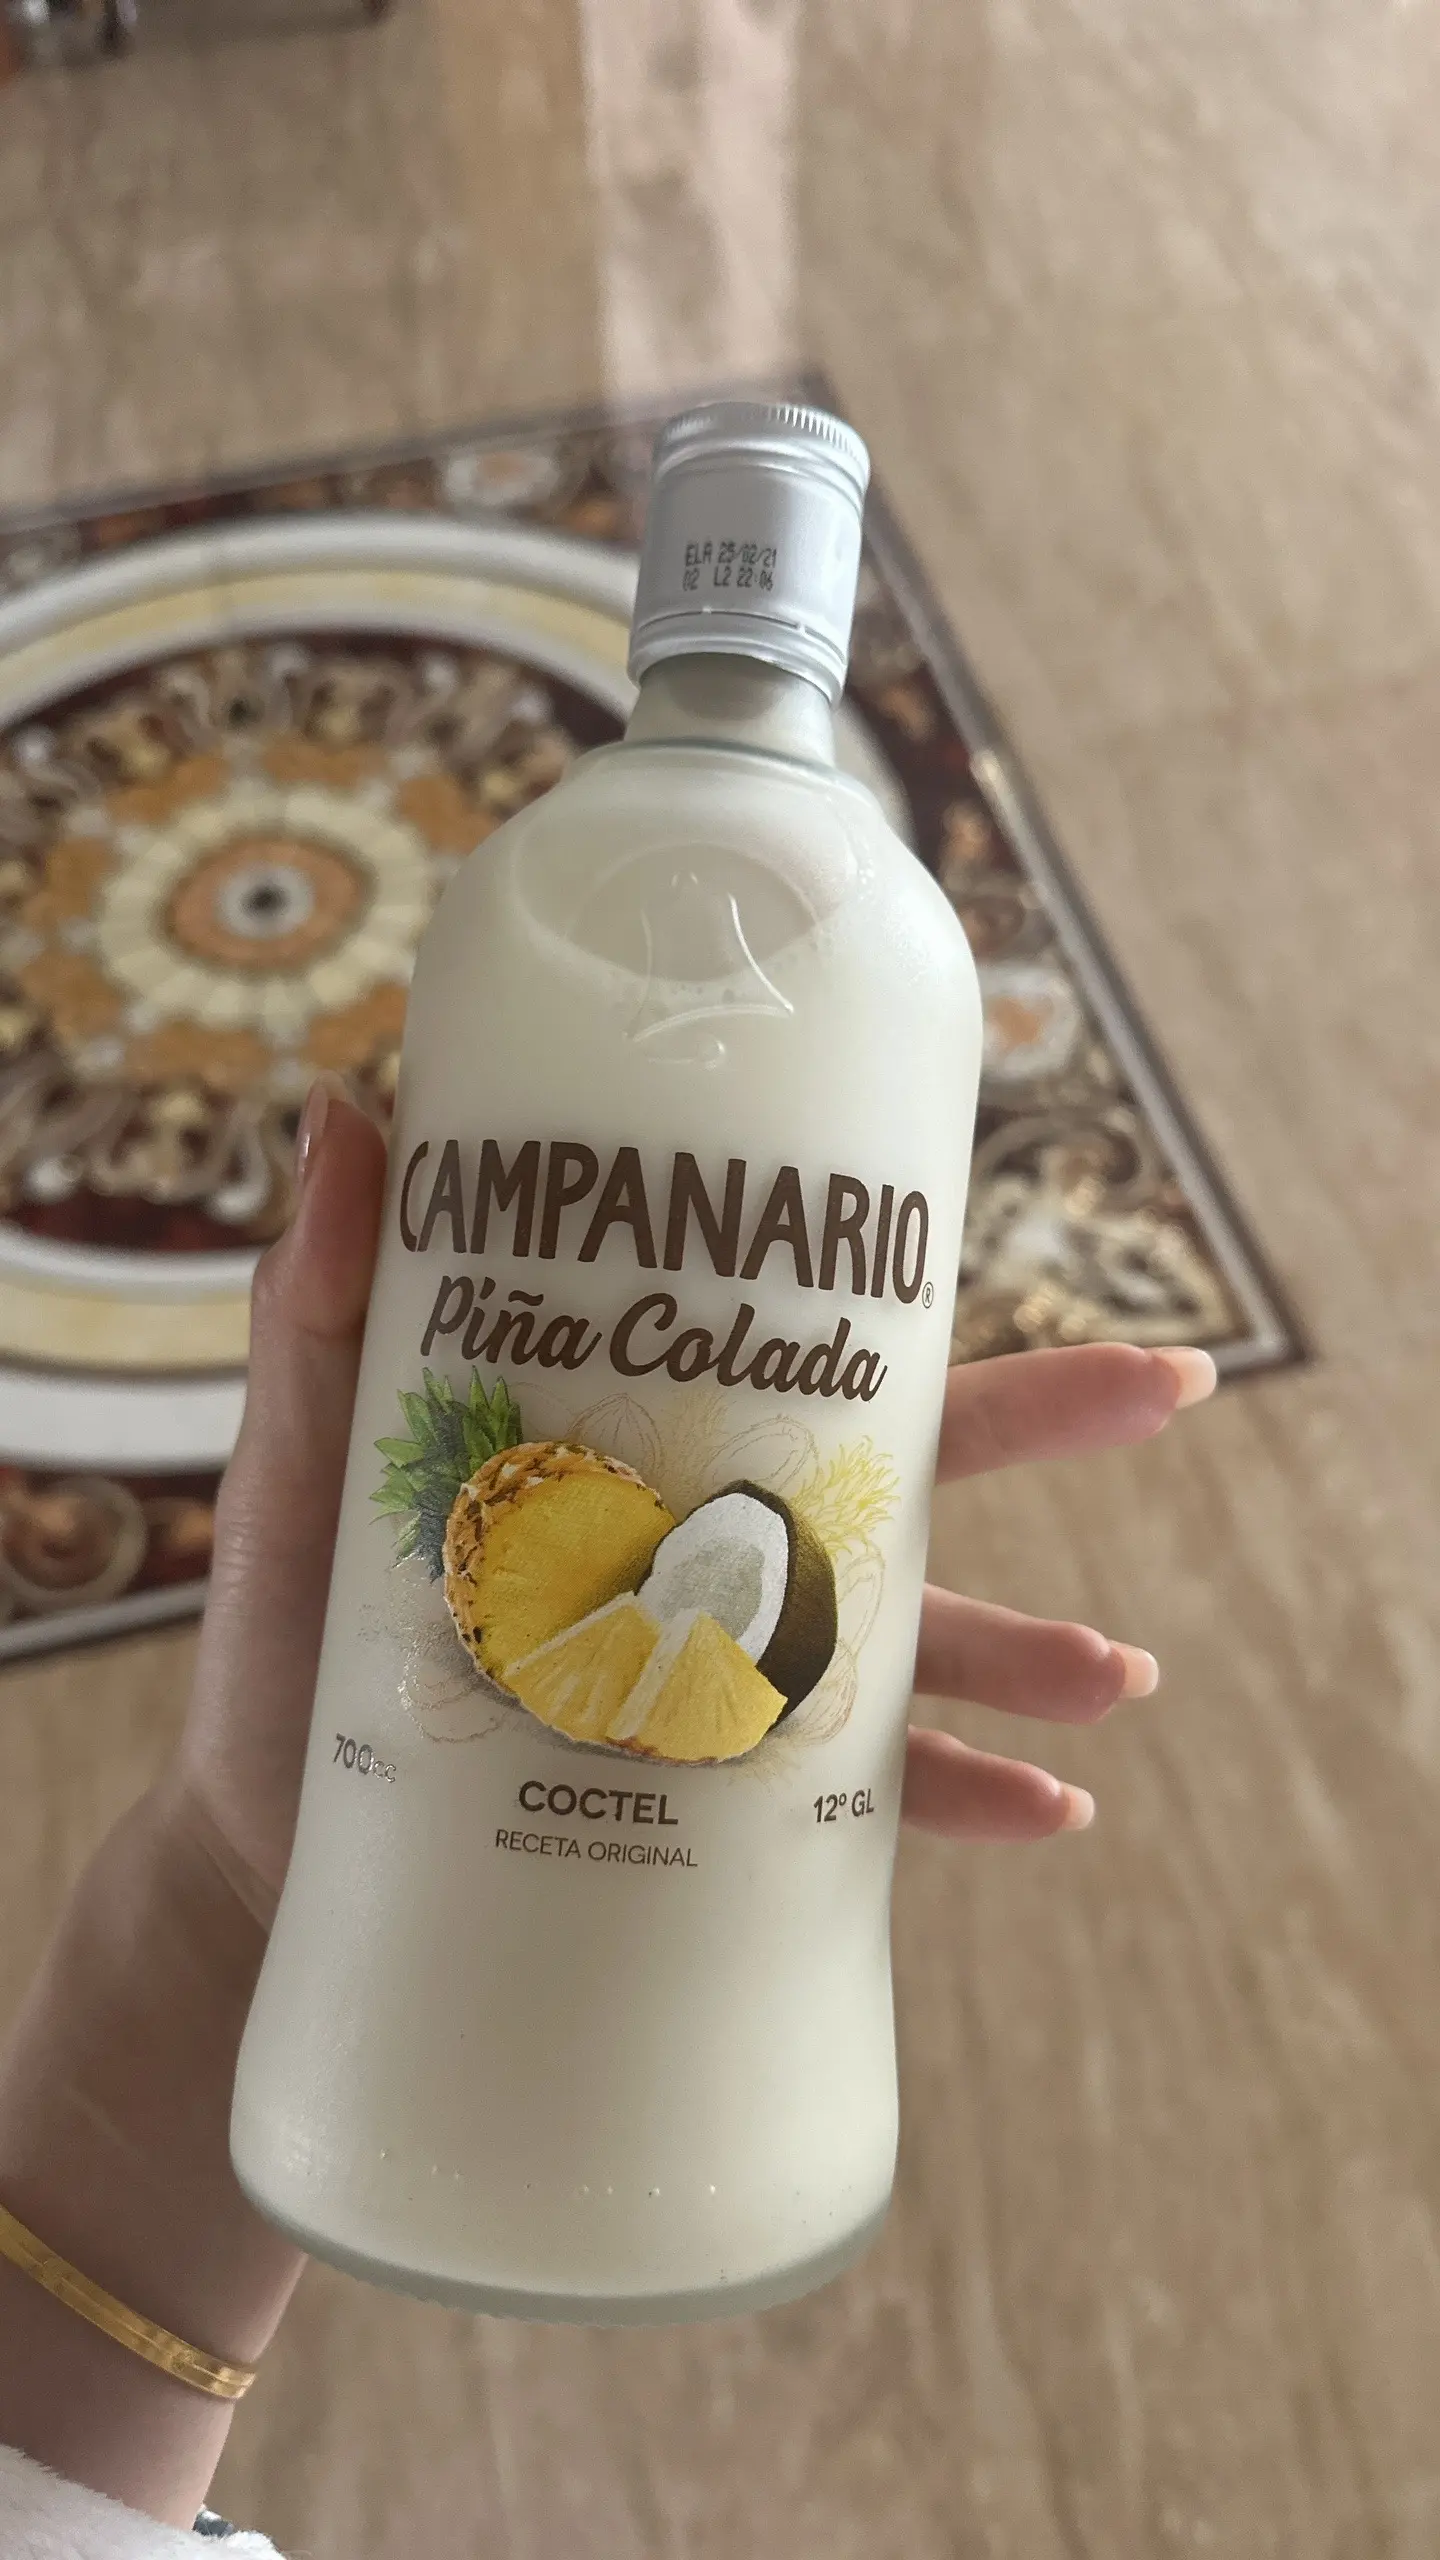 ELA 25/02/21
02 L2 22:06
CAMPANARIO®
Piña Colada
700cc
COCTEL
12º GL
RECETA ORIGINAL